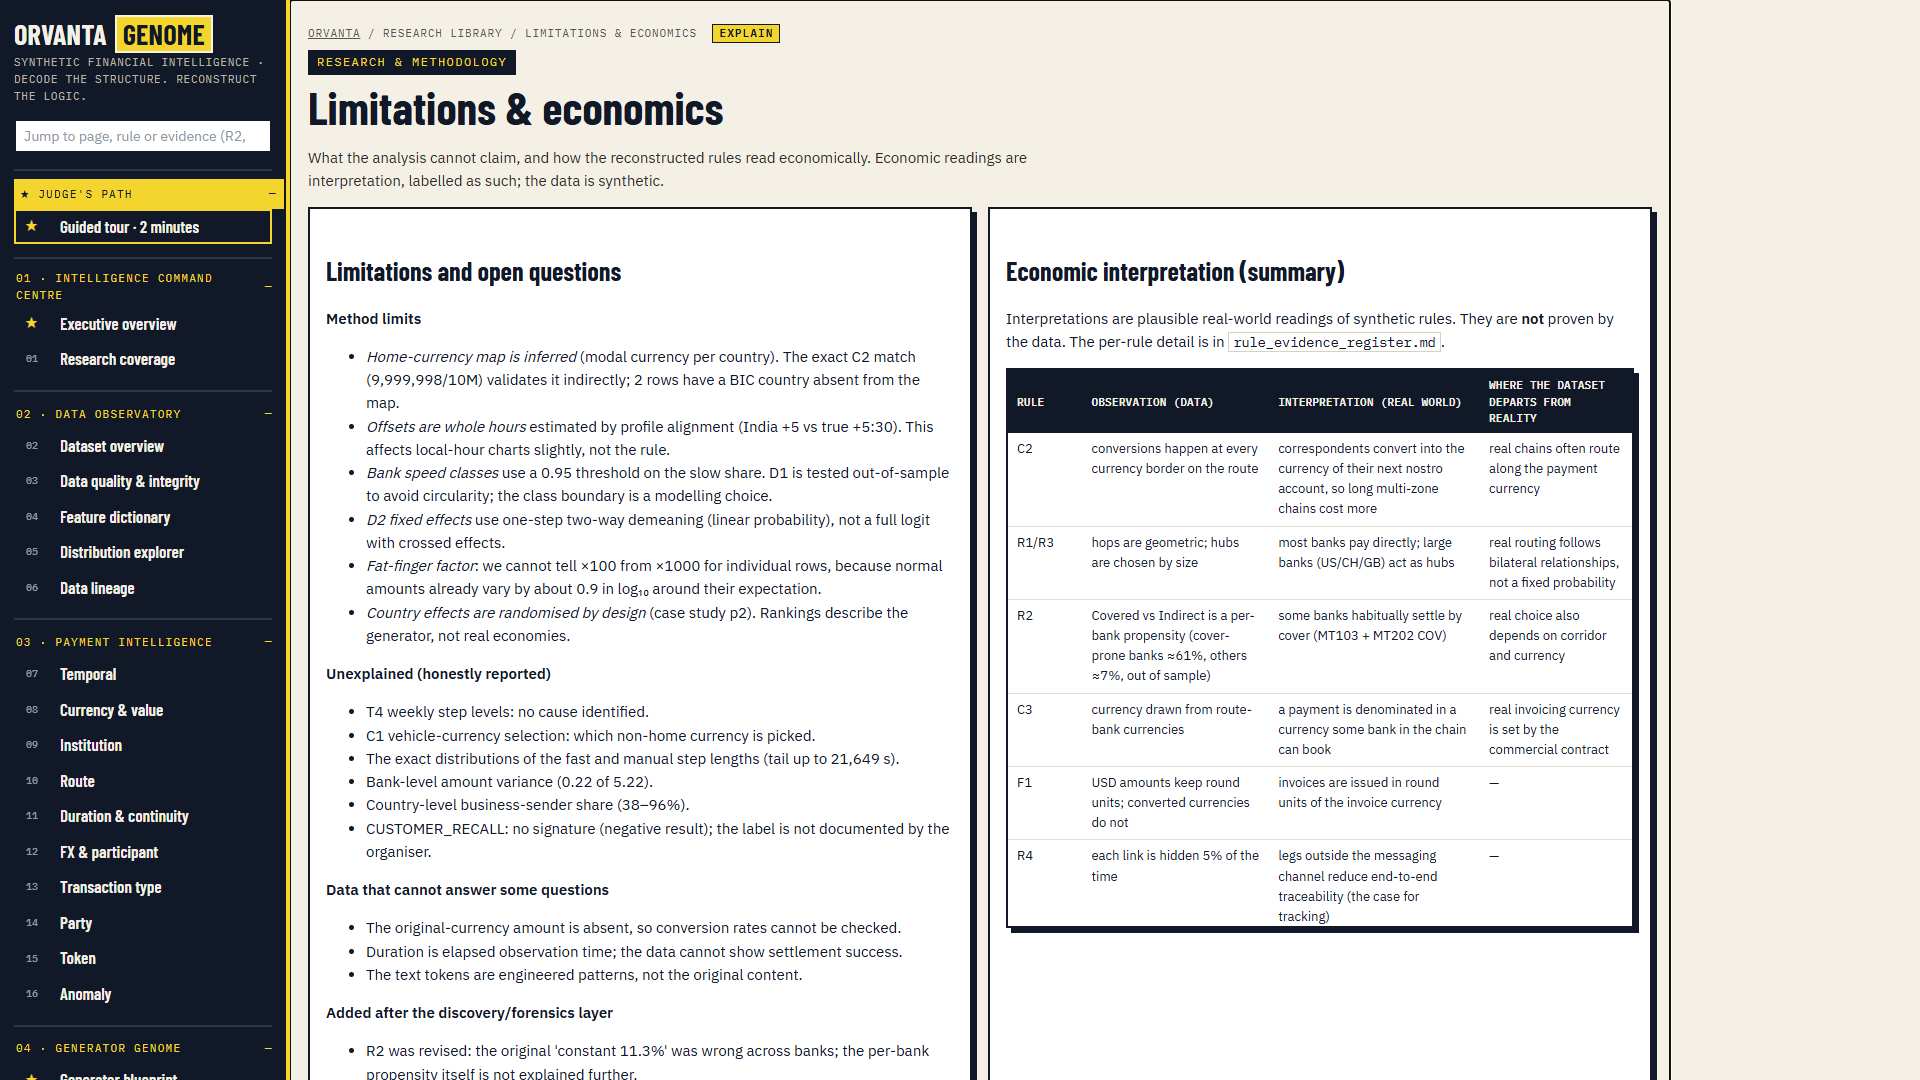 ORVANTA GENOME
SYNTHETIC FINANCIAL INTELLIGENCE ·
DECODE THE STRUCTURE. RECONSTRUCT
THE LOGIC.
Jump to page, rule or evidence (R2,
★ JUDGE'S PATH –
★ Guided tour · 2 minutes
01 · INTELLIGENCE COMMAND
CENTRE –
★ Executive overview
01 Research coverage
02 · DATA OBSERVATORY –
02 Dataset overview
03 Data quality & integrity
04 Feature dictionary
05 Distribution explorer
06 Data lineage
03 · PAYMENT INTELLIGENCE –
07 Temporal
08 Currency & value
09 Institution
10 Route
11 Duration & continuity
12 FX & participant
13 Transaction type
14 Party
15 Token
16 Anomaly
04 · GENERATOR GENOME –
★ Generator blueprint
ORVANTA / RESEARCH LIBRARY / LIMITATIONS & ECONOMICS EXPLAIN
RESEARCH & METHODOLOGY
Limitations & economics
What the analysis cannot claim, and how the reconstructed rules read economically. Economic readings are
interpretation, labelled as such; the data is synthetic.
Limitations and open questions
Method limits
• Home-currency map is inferred (modal currency per country). The exact C2 match
(9,999,998/10M) validates it indirectly; 2 rows have a BIC country absent from the
map.
• Offsets are whole hours estimated by profile alignment (India +5 vs true +5:30). This
affects local-hour charts slightly, not the rule.
• Bank speed classes use a 0.95 threshold on the slow share. D1 is tested out-of-sample
to avoid circularity; the class boundary is a modelling choice.
• D2 fixed effects use one-step two-way demeaning (linear probability), not a full logit
with crossed effects.
• Fat-finger factor: we cannot tell ×100 from ×1000 for individual rows, because normal
amounts already vary by about 0.9 in log₁₀ around their expectation.
• Country effects are randomised by design (case study p2). Rankings describe the
generator, not real economies.
Unexplained (honestly reported)
• T4 weekly step levels: no cause identified.
• C1 vehicle-currency selection: which non-home currency is picked.
• The exact distributions of the fast and manual step lengths (tail up to 21,649 s).
• Bank-level amount variance (0.22 of 5.22).
• Country-level business-sender share (38–96%).
• CUSTOMER_RECALL: no signature (negative result); the label is not documented by the
organiser.
Data that cannot answer some questions
• The original-currency amount is absent, so conversion rates cannot be checked.
• Duration is elapsed observation time; the data cannot show settlement success.
• The text tokens are engineered patterns, not the original content.
Added after the discovery/forensics layer
• R2 was revised: the original 'constant 11.3%' was wrong across banks; the per-bank
propensity itself is not explained further.
Economic interpretation (summary)
Interpretations are plausible real-world readings of synthetic rules. They are not proven by
the data. The per-rule detail is in rule_evidence_register.md.
RULE OBSERVATION (DATA) INTERPRETATION (REAL WORLD) WHERE THE DATASET
DEPARTS FROM
REALITY
C2 conversions happen at every correspondents convert into the real chains often route
currency border on the route currency of their next nostro along the payment
account, so long multi-zone currency
chains cost more
R1/R3 hops are geometric; hubs most banks pay directly; large real routing follows
are chosen by size banks (US/CH/GB) act as hubs bilateral relationships,
not a fixed probability
R2 Covered vs Indirect is a per- some banks habitually settle by real choice also
bank propensity (cover- cover (MT103 + MT202 COV) depends on corridor
prone banks ≈61%, others and currency
≈7%, out of sample)
C3 currency drawn from route- a payment is denominated in a real invoicing currency
bank currencies currency some bank in the chain is set by the
can book commercial contract
F1 USD amounts keep round invoices are issued in round —
units; converted currencies units of the invoice currency
do not
R4 each link is hidden 5% of the legs outside the messaging —
time channel reduce end-to-end
traceability (the case for
tracking)